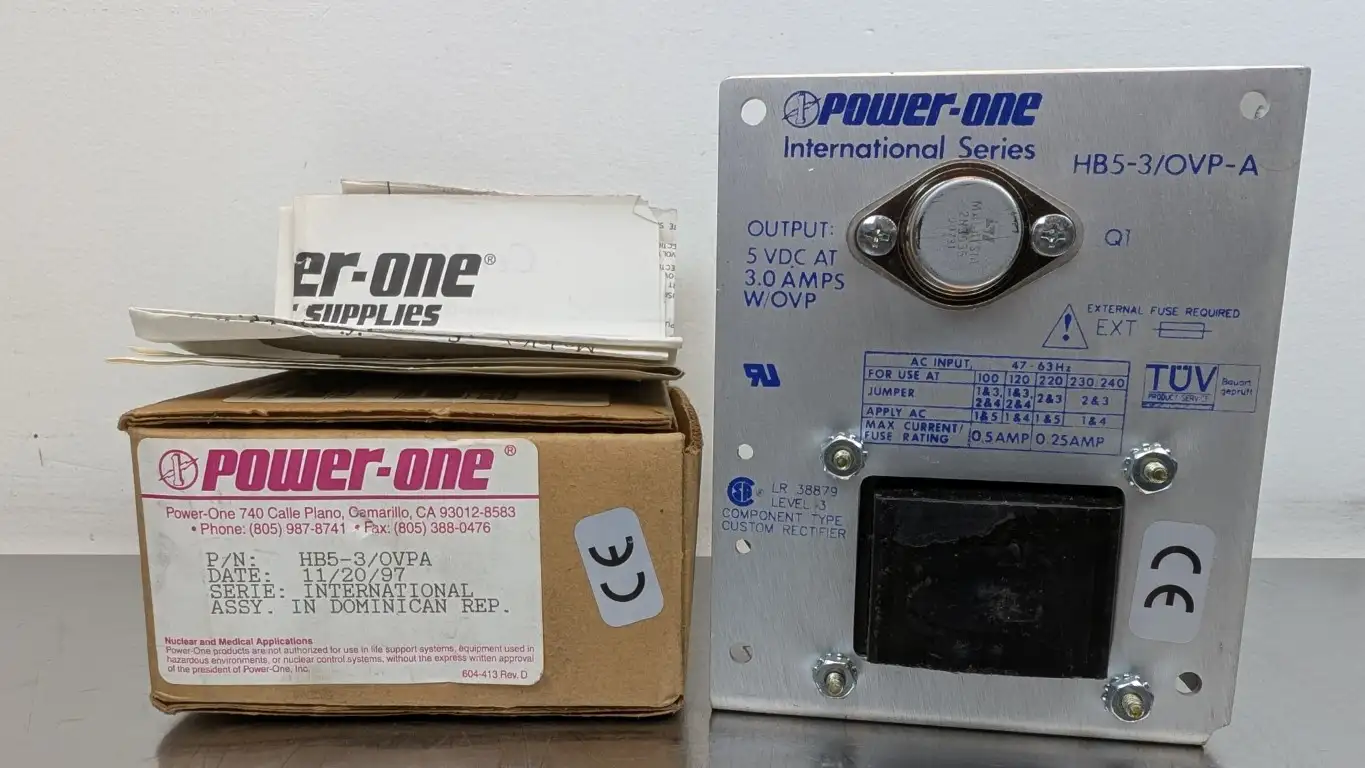 er-one®
SUPPLIES
POWER-ONE®
Power-One 740 Calle Plano, Camarillo, CA 93012-8583
• Phone: (805) 987-8741 • Fax: (805) 388-0476
P/N: HB5-3/OVPA
DATE: 11/20/97
SERIE: INTERNATIONAL
ASSY. IN DOMINICAN REP.
Nuclear and Medical Applications
Power-One products are not authorized for use in life support systems, equipment used in
hazardous environments, or nuclear control systems, without the express written approval
of the president of Power-One, Inc.
604-413 Rev. D
CE
POWER-ONE
International Series
HB5-3/OVP-A
OUTPUT:
5 VDC AT
3.0 AMPS
W/OVP
Q1
EXTERNAL FUSE REQUIRED
EXT
AC INPUT, 47-63Hz
FOR USE AT 100 120 220 230 240
JUMPER 1&3, 2&4 1&3, 2&4 2&3 2&3
APPLY AC 1&5 1&4 1&5 1&4
MAX CURRENT/
FUSE RATING 0.5AMP 0.25AMP
TÜV
PRODUCT SERVICE
Bauart
geprüft
LR 38879
LEVEL 3
COMPONENT TYPE
CUSTOM RECTIFIER
CE